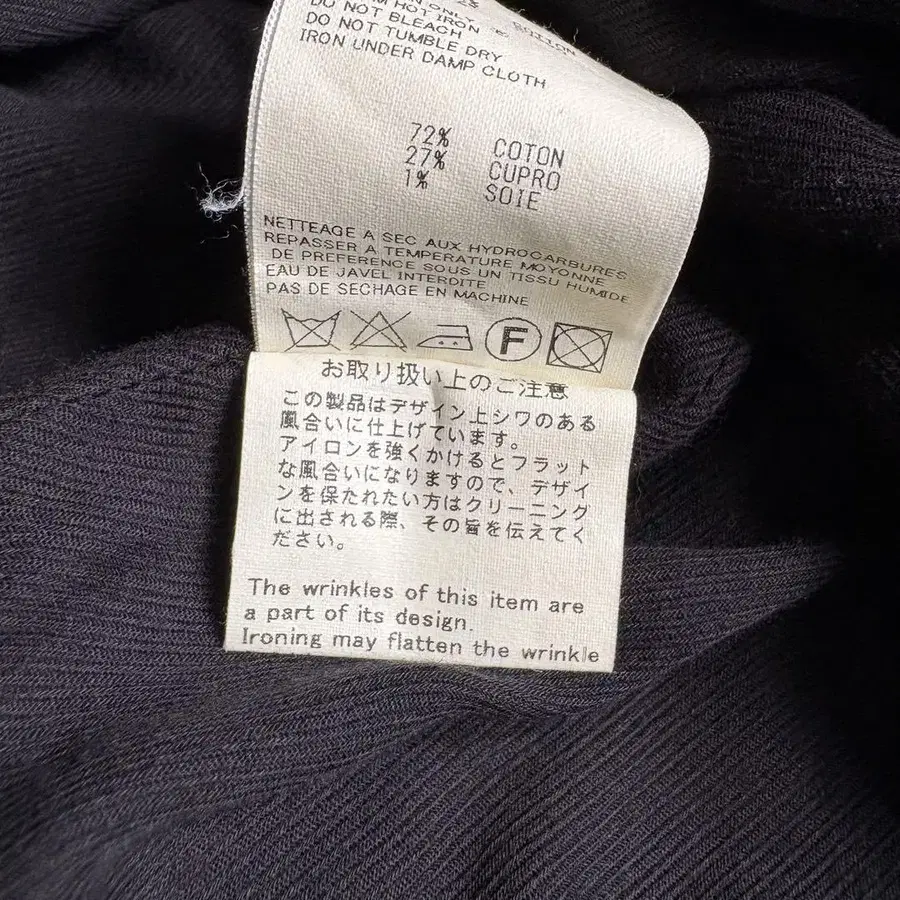 ONLY
HOT IRON
DO NOT BLEACH
DO NOT TUMBLE DRY
IRON UNDER DAMP CLOTH
72% COTON
27% CUPRO
1% SOIE
NETTEAGE A SEC AUX HYDROCARBURES
REPASSER A TEMPERATURE MOYONNE
DE PREFERENCE SOUS UN TISSU HUMIDE
EAU DE JAVEL INTERDITE
PAS DE SECHAGE EN MACHINE
F
お取り扱い上のご注意
この製品はデザイン上シワのある
風合いに仕上げています。
アイロンを強くかけるとフラット
な風合いになりますので、デザイ
ンを保たれたい方はクリーニング
に出される際、その旨を伝えてく
ださい。
The wrinkles of this item are
a part of its design.
Ironing may flatten the wrinkle